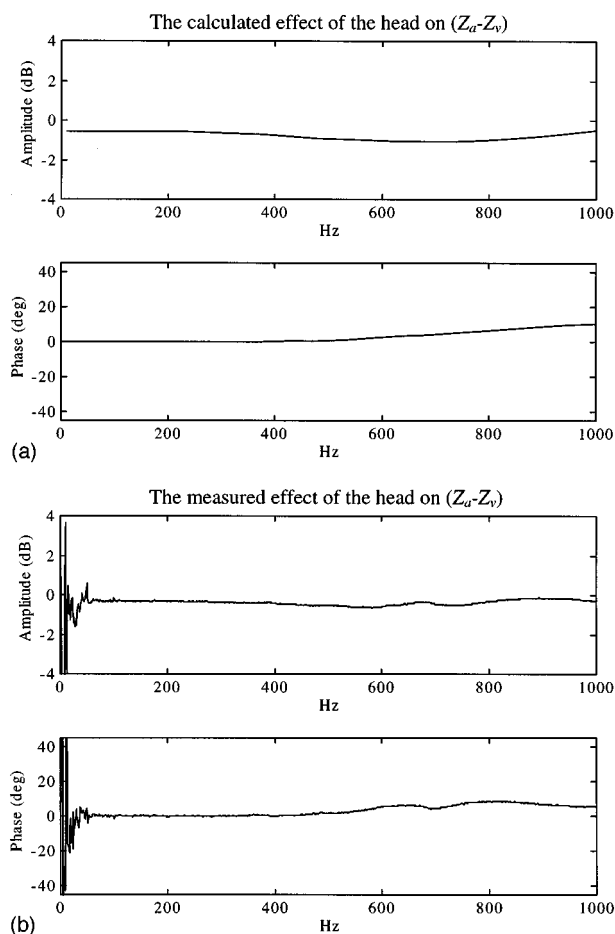 The calculated effect of the head on (Za-Zv)
4
2
0
-2
-4
Amplitude (dB)
0 200 400 600 800 1000
Hz
40
20
0
-20
-40
Phase (deg)
0 200 400 600 800 1000
Hz
(a)
The measured effect of the head on (Za-Zv)
4
2
0
-2
-4
Amplitude (dB)
0 200 400 600 800 1000
Hz
40
20
0
-20
-40
Phase (deg)
0 200 400 600 800 1000
Hz
(b)